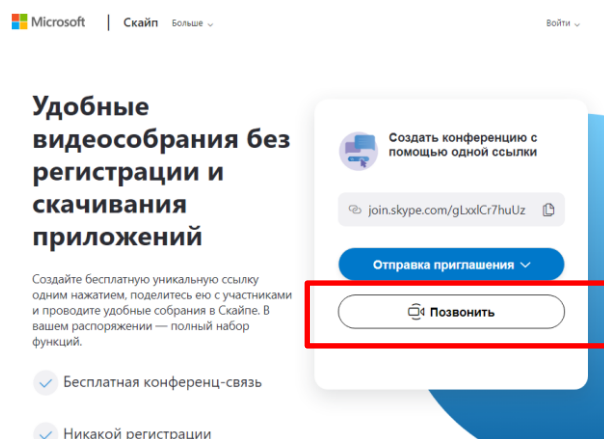 Microsoft Скайп Больше
Войти
Удобные
видеособрания без
регистрации и
скачивания
приложений
Создайте бесплатную уникальную ссылку
одним нажатием, поделитесь ею с участниками
и проводите удобные собрания в Скайпе. В
вашем распоряжении — полный набор
функций.
Бесплатная конференц-связь
Никакой регистрации
Создать конференцию с
помощью одной ссылки
join.skype.com/gLxxlCr7huUz
Отправка приглашения
Позвонить